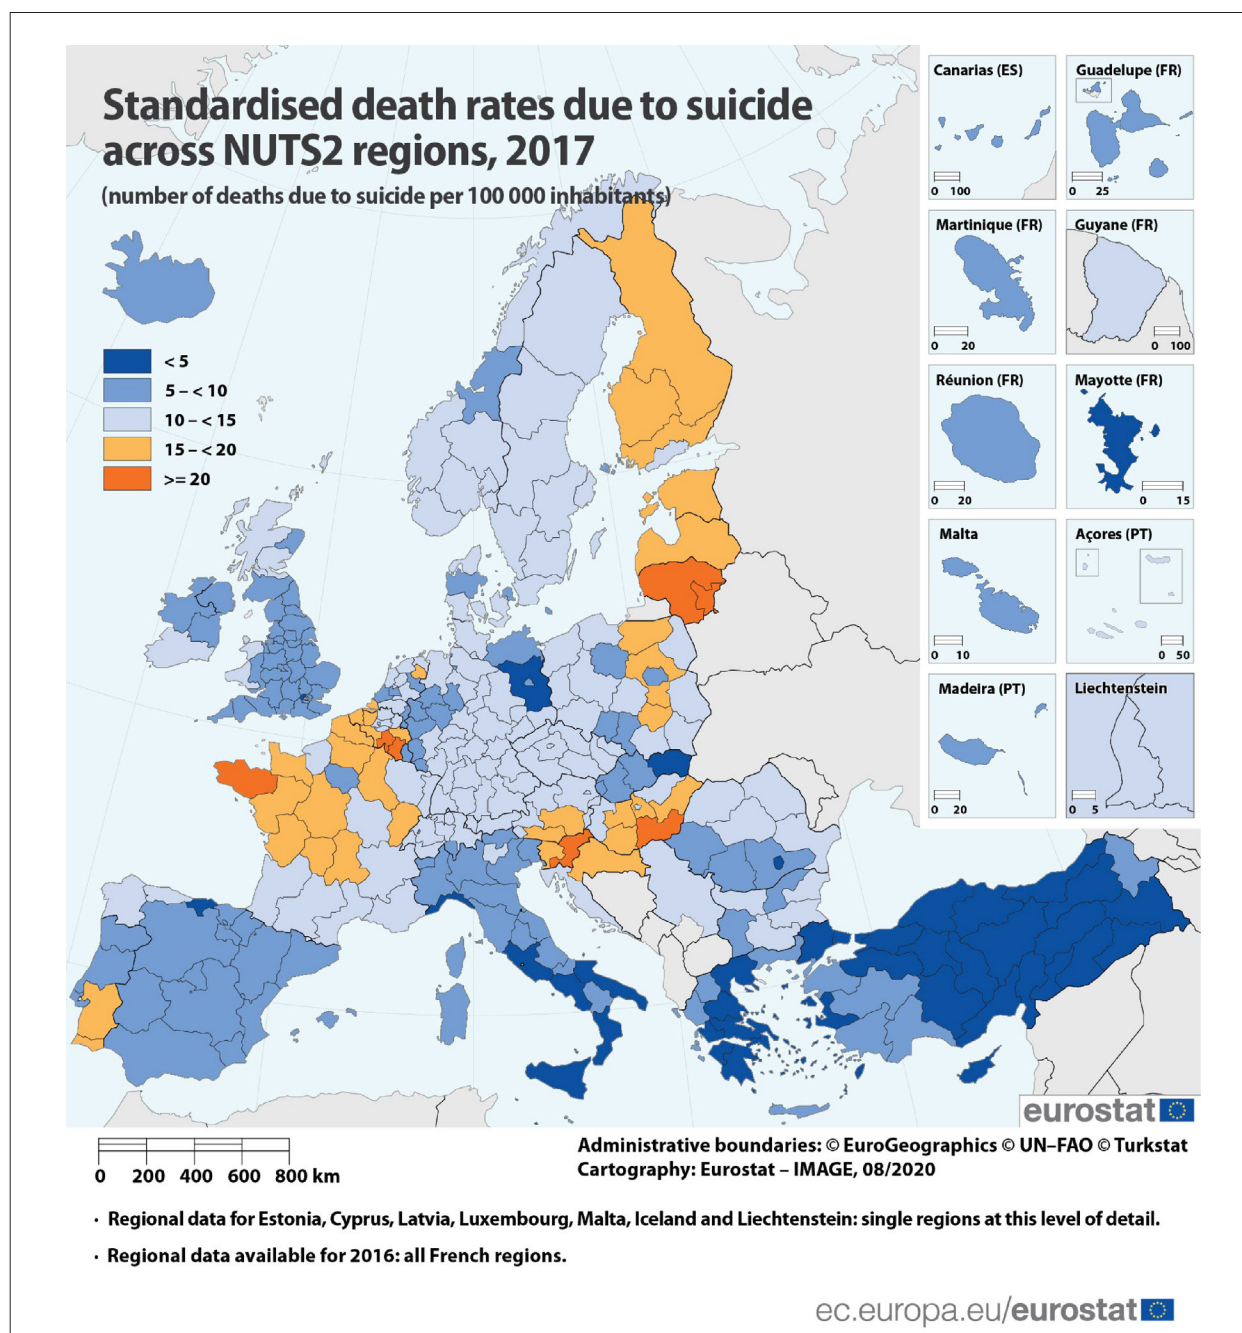 Standardised death rates due to suicide
across NUTS2 regions, 2017
(number of deaths due to suicide per 100 000 inhabitants)
< 5
5 – < 10
10 – < 15
15 – < 20
>= 20
Canarias (ES)
0 100
Guadelupe (FR)
0 25
Martinique (FR)
0 20
Guyane (FR)
0 100
Réunion (FR)
0 20
Mayotte (FR)
0 15
Malta
0 10
Açores (PT)
0 50
Madeira (PT)
0 20
Liechtenstein
0 5
eurostat
0 200 400 600 800 km
Administrative boundaries: © EuroGeographics © UN–FAO © Turkstat
Cartography: Eurostat – IMAGE, 08/2020
· Regional data for Estonia, Cyprus, Latvia, Luxembourg, Malta, Iceland and Liechtenstein: single regions at this level of detail.
· Regional data available for 2016: all French regions.
ec.europa.eu/eurostat